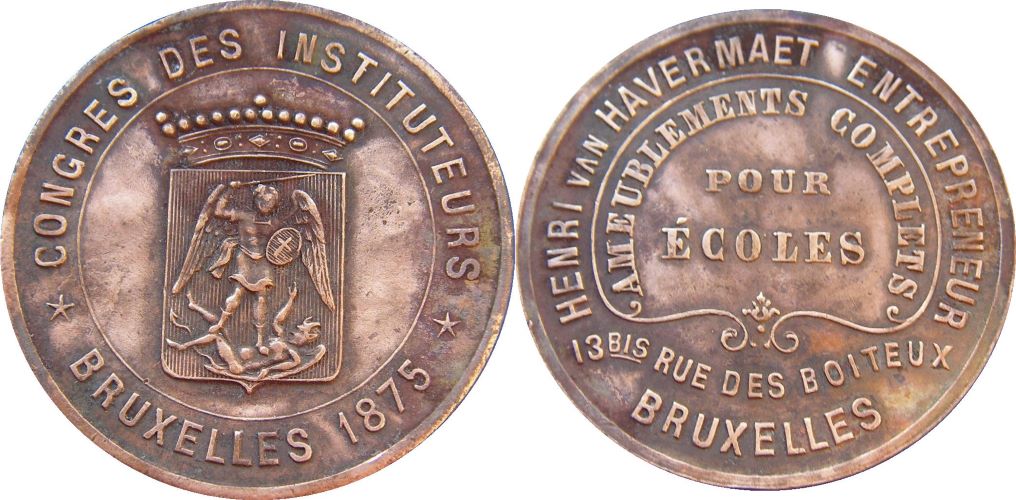 CONGRES DES INSTITUTEURS
BRUXELLES 1875
HENRI VAN HAVERMAET ENTREPRENEUR
AMEUBLEMENTS COMPLETS
POUR
ÉCOLES
13BIS RUE DES BOITEUX
BRUXELLES